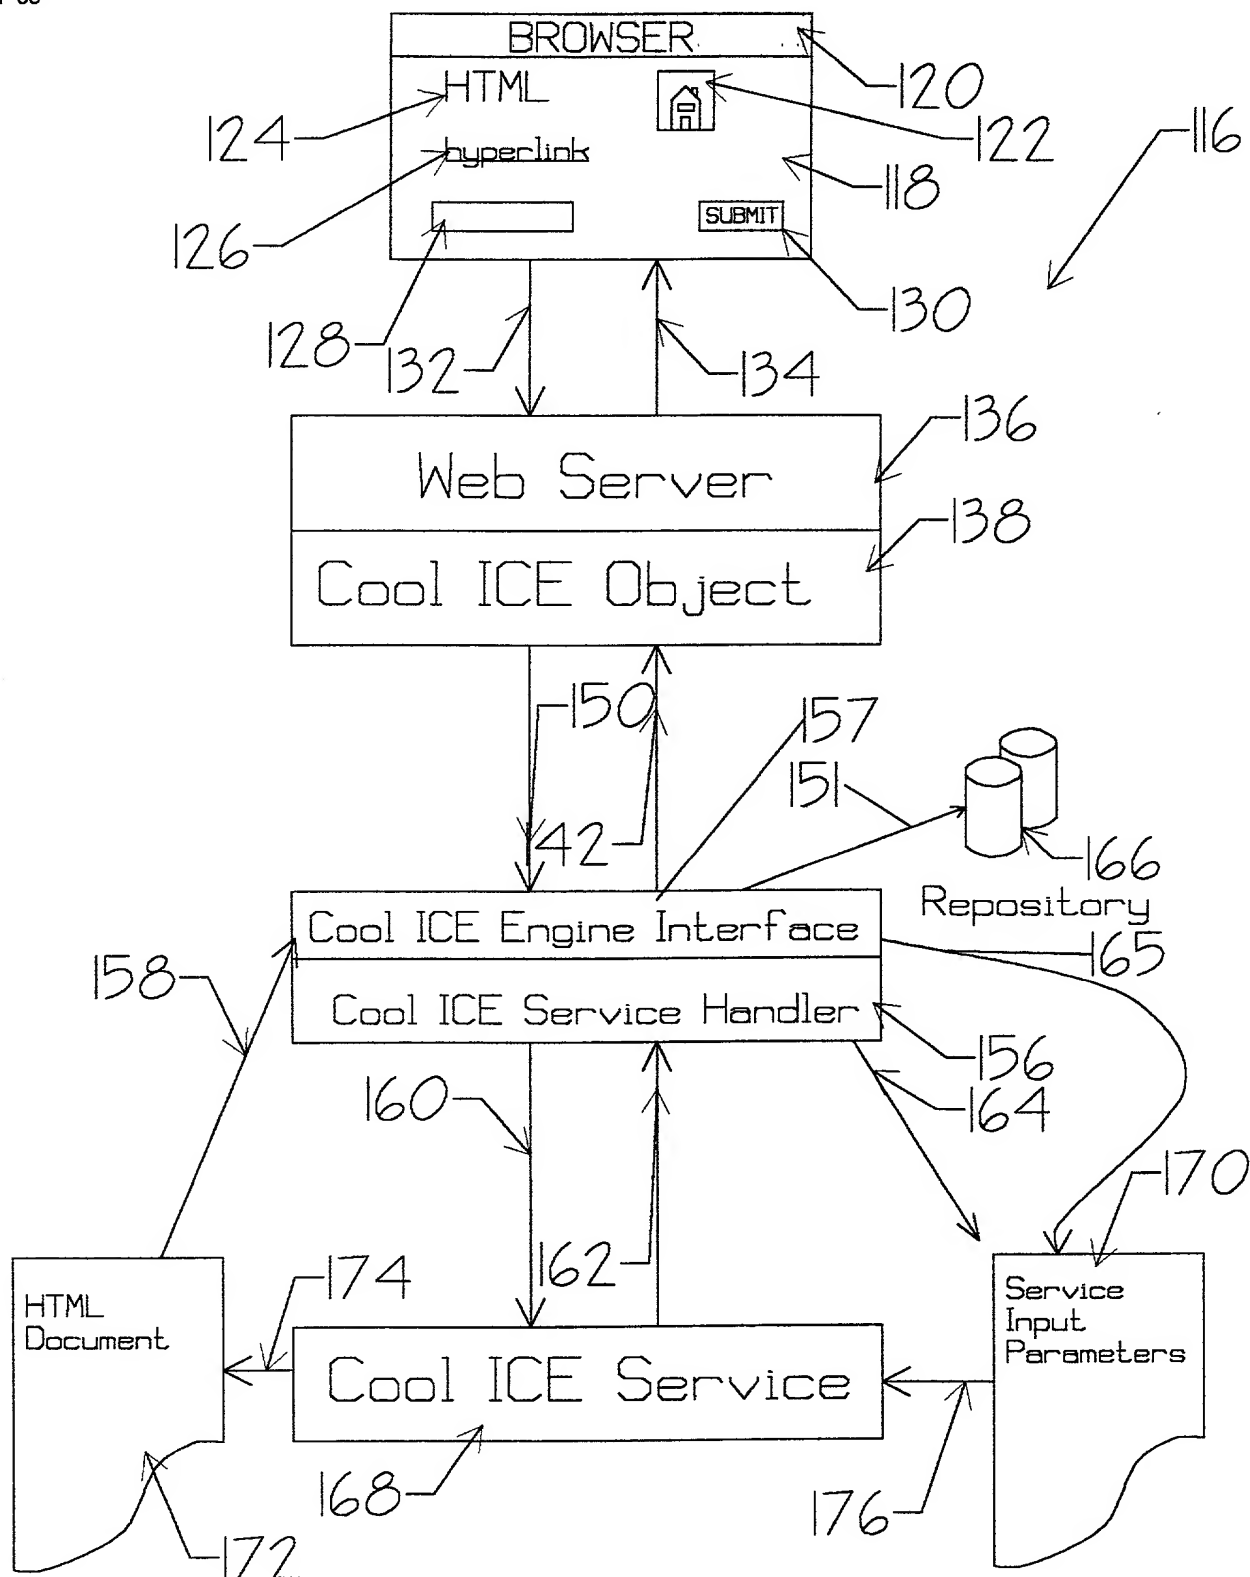 BROWSER
120
HTML
124
122
116
hyperlink
118
SUBMIT
126
130
128
132
134
136
Web Server
138
Cool ICE Object
150
157
151
142
166
Repository
Cool ICE Engine Interface
165
158
Cool ICE Service Handler
156
160
164
170
162
174
HTML
Document
Service
Input
Parameters
Cool ICE Service
168
176
172